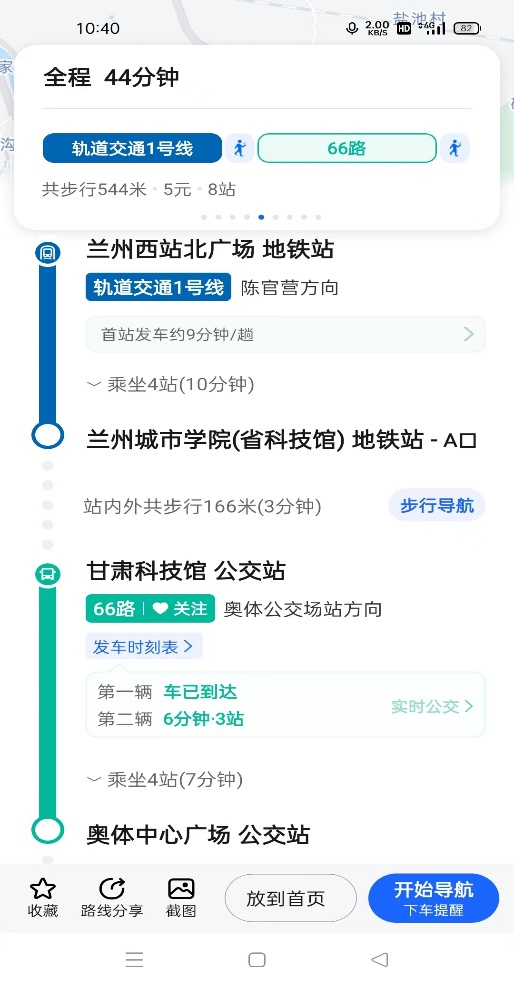 10:40
2.00 KB/S HD 4G 82
盐池村
家
沟
全程 44分钟
轨道交通1号线 66路
共步行544米·5元·8站
兰州西站北广场 地铁站
轨道交通1号线 陈官营方向
首站发车约9分钟/趟
乘坐4站(10分钟)
兰州城市学院(省科技馆) 地铁站 - A口
站内外共步行166米(3分钟) 步行导航
甘肃科技馆 公交站
66路 关注 奥体公交场站方向
发车时刻表
第一辆 车已到达
第二辆 6分钟·3站
实时公交
乘坐4站(7分钟)
奥体中心广场 公交站
收藏 路线分享 截图 放到首页 开始导航
下车提醒